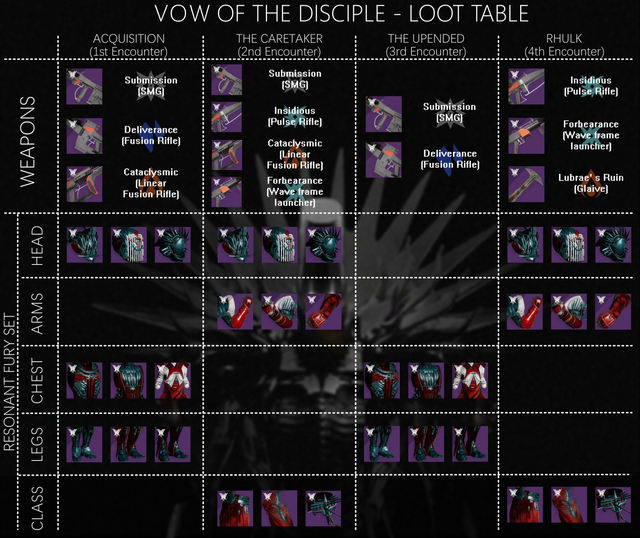 VOW OF THE DISCIPLE - LOOT TABLE
ACQUISITION
(1st Encounter)
THE CARETAKER
(2nd Encounter)
THE UPENDED
(3rd Encounter)
RHULK
(4th Encounter)
WEAPONS
Submission
(SMG)
Deliverance
(Fusion Rifle)
Cataclysmic
(Linear
Fusion Rifle)
Submission
(SMG)
Insidious
(Pulse Rifle)
Cataclysmic
(Linear
Fusion Rifle)
Forbearance
(Wave frame
launcher)
Submission
(SMG)
Deliverance
(Fusion Rifle)
Insidious
(Pulse Rifle)
Forbearance
(Wave frame
launcher)
Lubrae's Ruin
(Glaive)
RESONANT FURY SET
HEAD
ARMS
CHEST
LEGS
CLASS